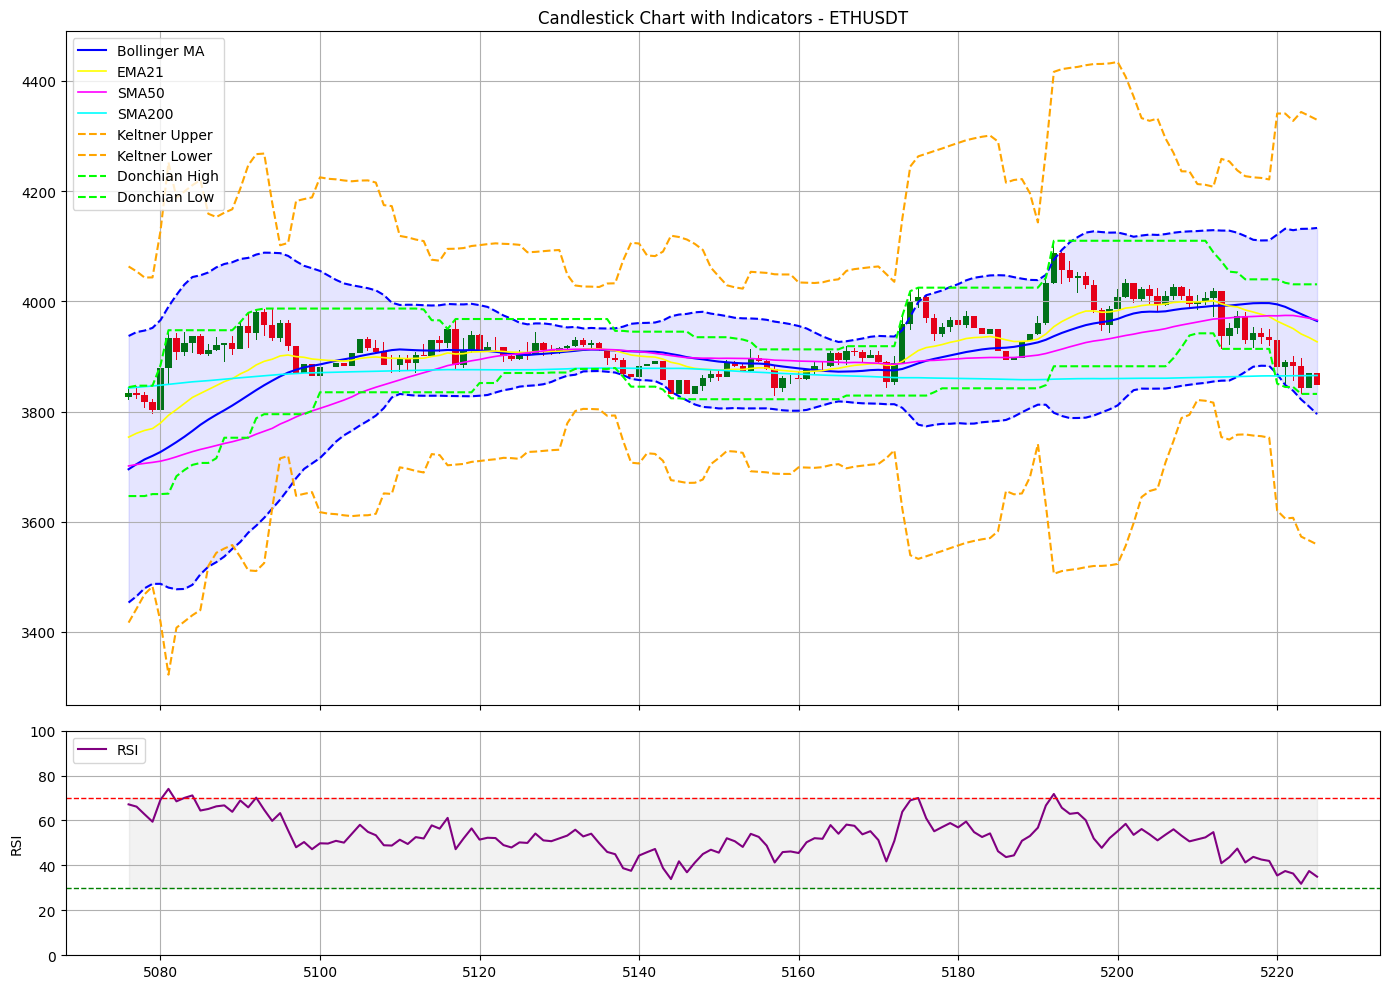 Candlestick Chart with Indicators - ETHUSDT
Bollinger MA
EMA21
SMA50
SMA200
Keltner Upper
Keltner Lower
Donchian High
Donchian Low
4400
4200
4000
3800
3600
3400
RSI
100
80
60
40
20
0
RSI
5080
5100
5120
5140
5160
5180
5200
5220